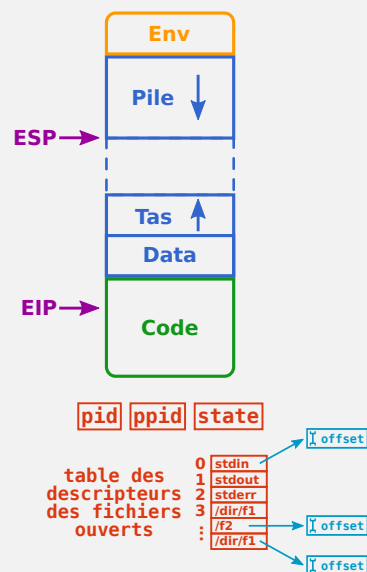 Env
Pile
ESP
Tas
Data
EIP
Code
pid ppid state
table des
descripteurs
des fichiers
ouverts
0 stdin
1 stdout
2 stderr
3 /dir/f1
⋮ /f2
/dir/f1
offset
offset
offset